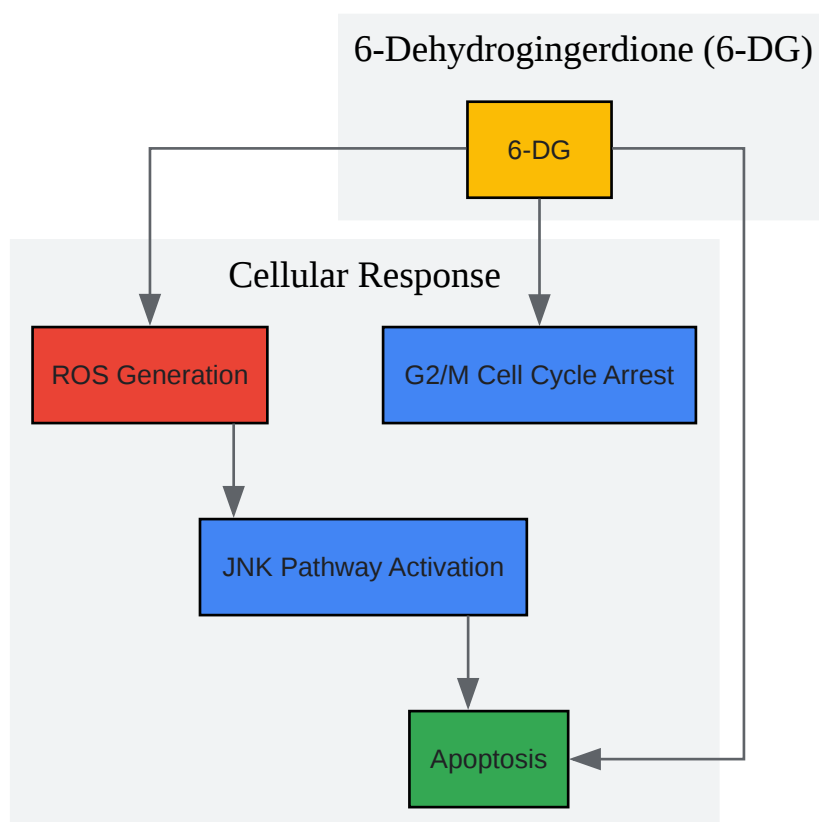 6-Dehydrogingerdione (6-DG)
6-DG
Cellular Response
ROS Generation
G2/M Cell Cycle Arrest
JNK Pathway Activation
Apoptosis